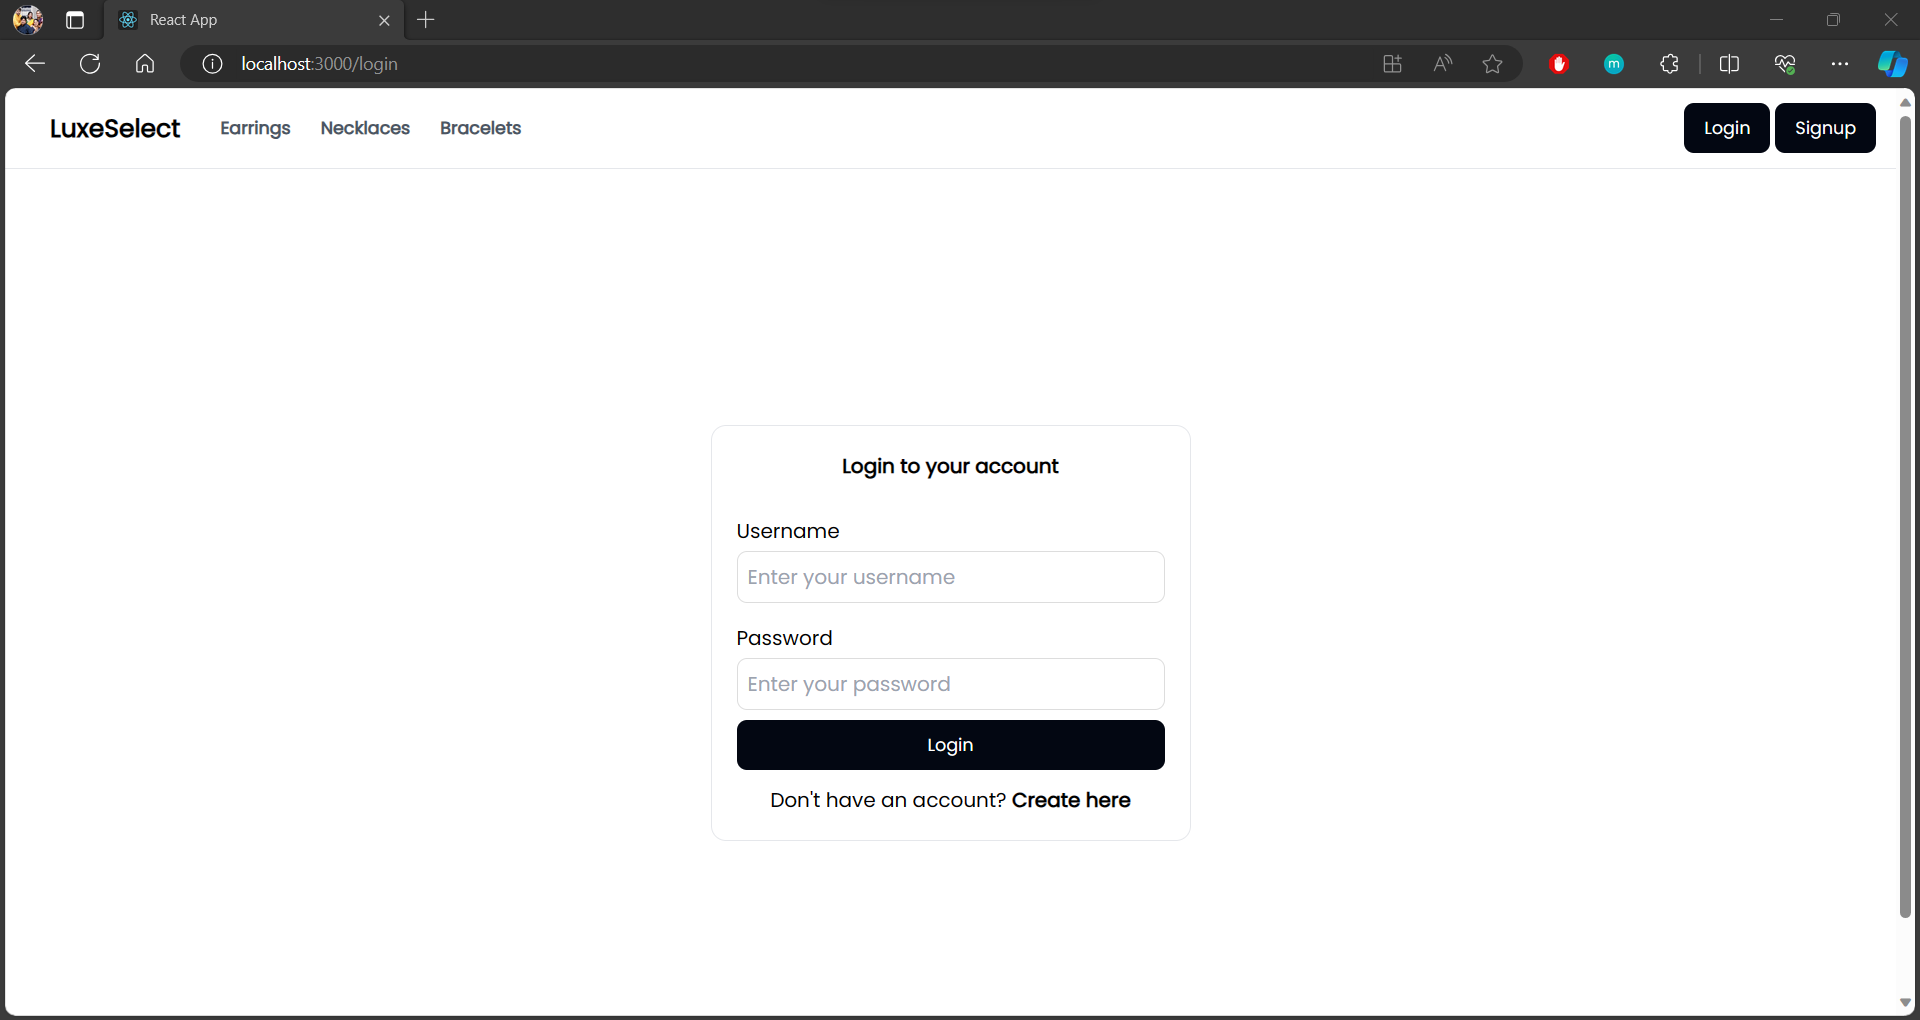 React App
localhost:3000/login
m
LuxeSelect Earrings Necklaces Bracelets Login Signup
Login to your account
Username
Enter your username
Password
Enter your password
Login
Don't have an account? Create here